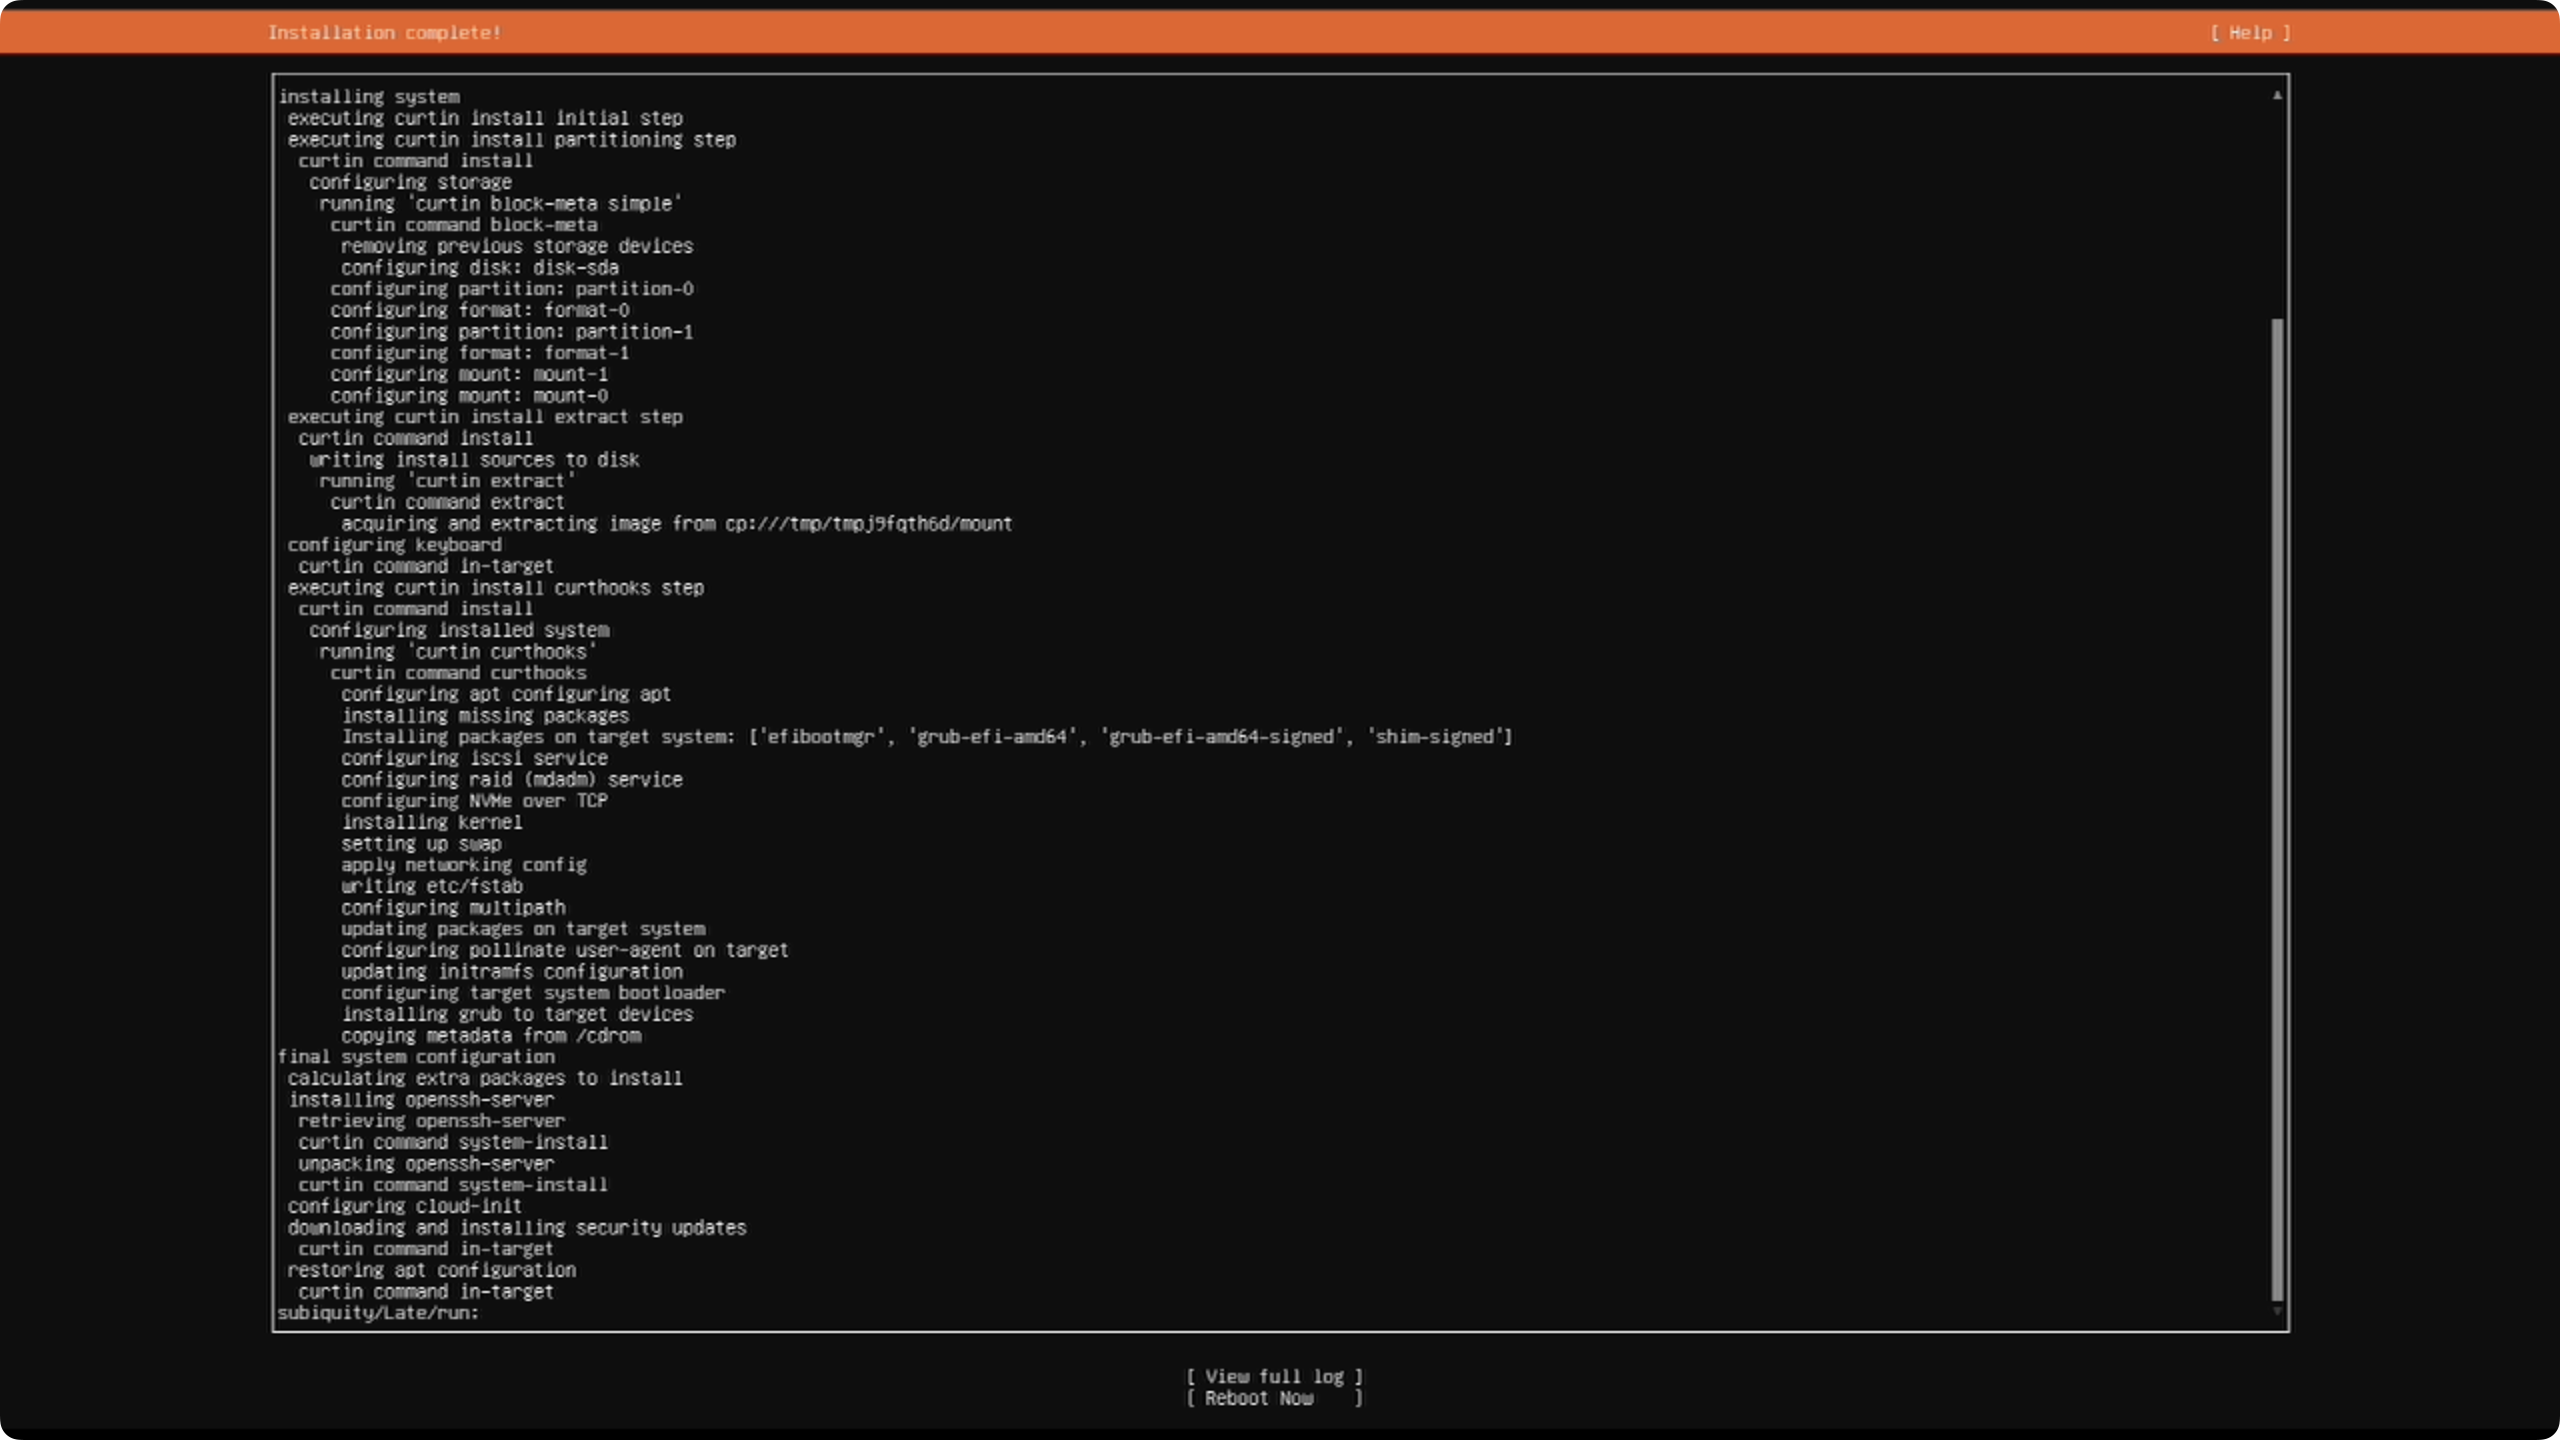 Installation complete!
[ Help ]
installing system
executing curtin install initial step
executing curtin install partitioning step
curtin command install
configuring storage
running 'curtin block-meta simple'
curtin command block-meta
removing previous storage devices
configuring disk: disk-sda
configuring partition: partition-0
configuring format: format-0
configuring partition: partition-1
configuring format: format-1
configuring mount: mount-1
configuring mount: mount-0
executing curtin install extract step
curtin command install
writing install sources to disk
running 'curtin extract'
curtin command extract
acquiring and extracting image from cp:///tmp/tmpj9fqth6d/mount
configuring keyboard
curtin command in-target
executing curtin install curthooks step
curtin command install
configuring installed system
running 'curtin curthooks'
curtin command curthooks
configuring apt configuring apt
installing missing packages
Installing packages on target system: ['efibootmgr', 'grub-efi-amd64', 'grub-efi-amd64-signed', 'shim-signed']
configuring iscsi service
configuring raid (mdadm) service
configuring NVMe over TCP
installing kernel
setting up swap
apply networking config
writing etc/fstab
configuring multipath
updating packages on target system
configuring pollinate user-agent on target
updating initramfs configuration
configuring target system bootloader
installing grub to target devices
copying metadata from /cdrom
final system configuration
calculating extra packages to install
installing openssh-server
retrieving openssh-server
curtin command system-install
unpacking openssh-server
curtin command system-install
configuring cloud-init
downloading and installing security updates
curtin command in-target
restoring apt configuration
curtin command in-target
subiquity/Late/run:
[ View full log ]
[ Reboot Now ]